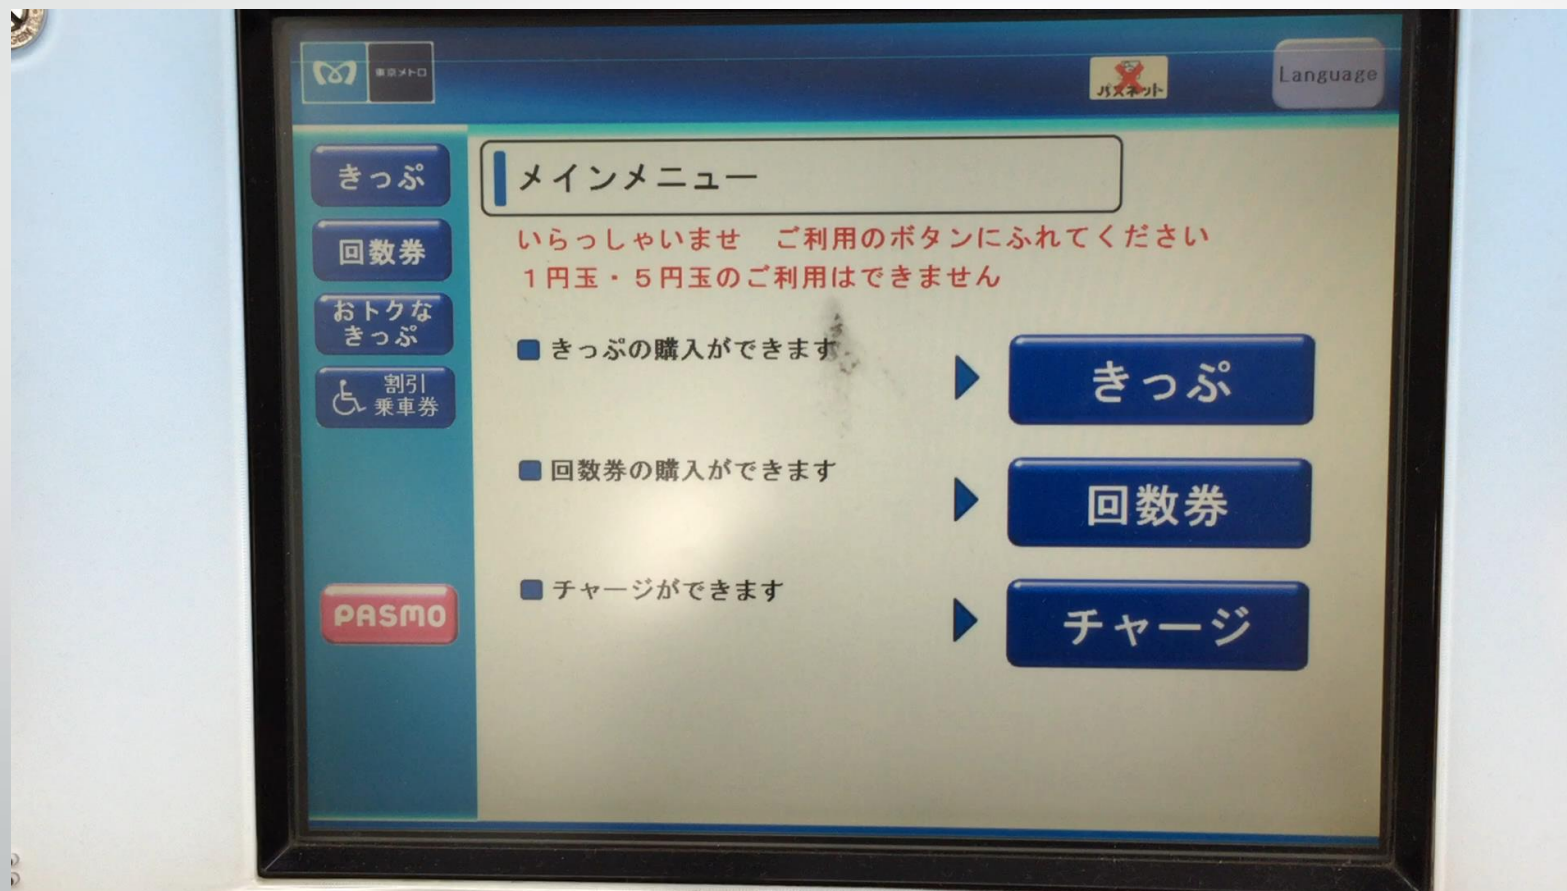 東京メトロ
パスネット
Language
きっぷ
回数券
おトクな
きっぷ
割引
乗車券
PASMO
メインメニュー
いらっしゃいませ　ご利用のボタンにふれてください
１円玉・５円玉のご利用はできません
きっぷの購入ができます
きっぷ
回数券の購入ができます
回数券
チャージができます
チャージ